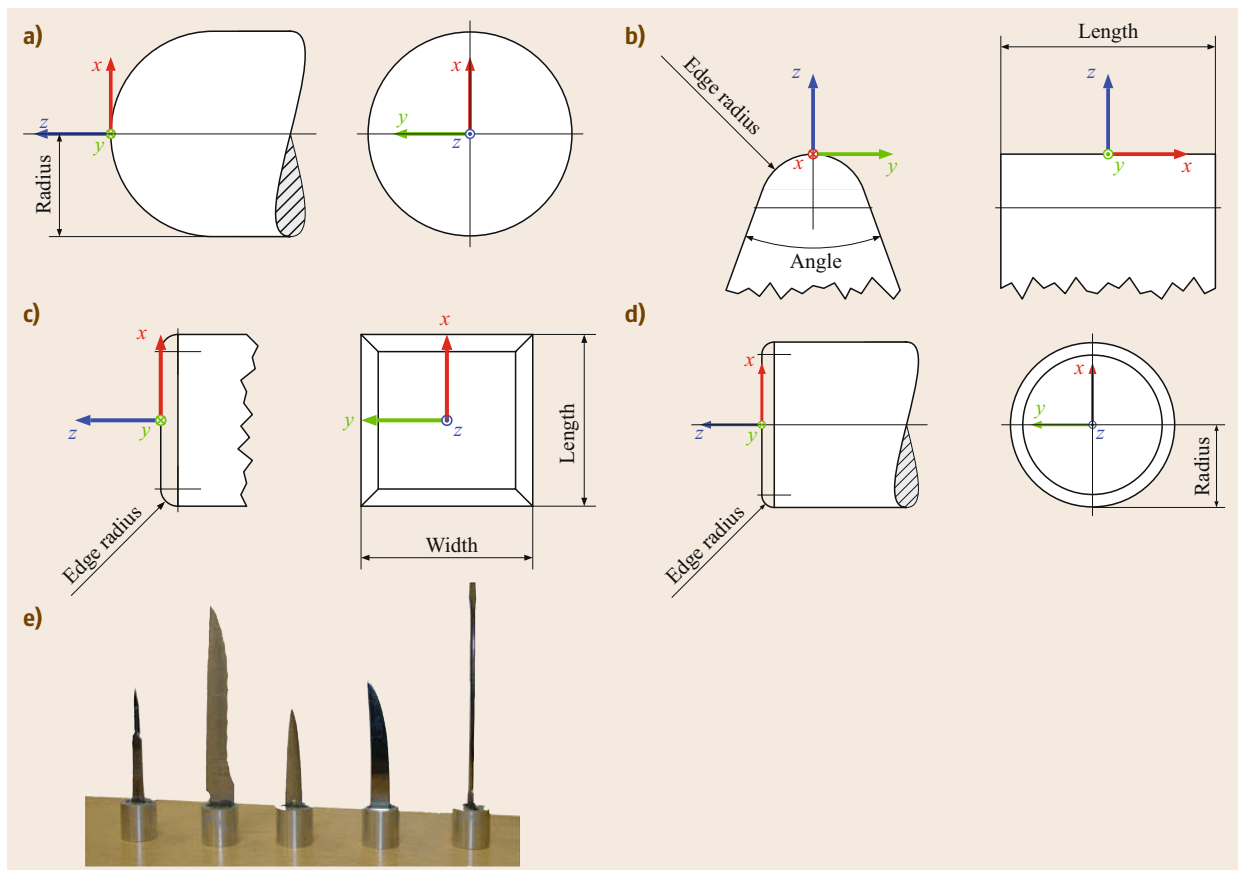 a)
x
z
y
Radius
x
y
z
b)
Edge radius
z
x
y
Angle
Length
z
y
x
c)
x
z
y
Edge radius
x
y
z
Length
Width
d)
x
z
y
Edge radius
x
y
z
Radius
e)